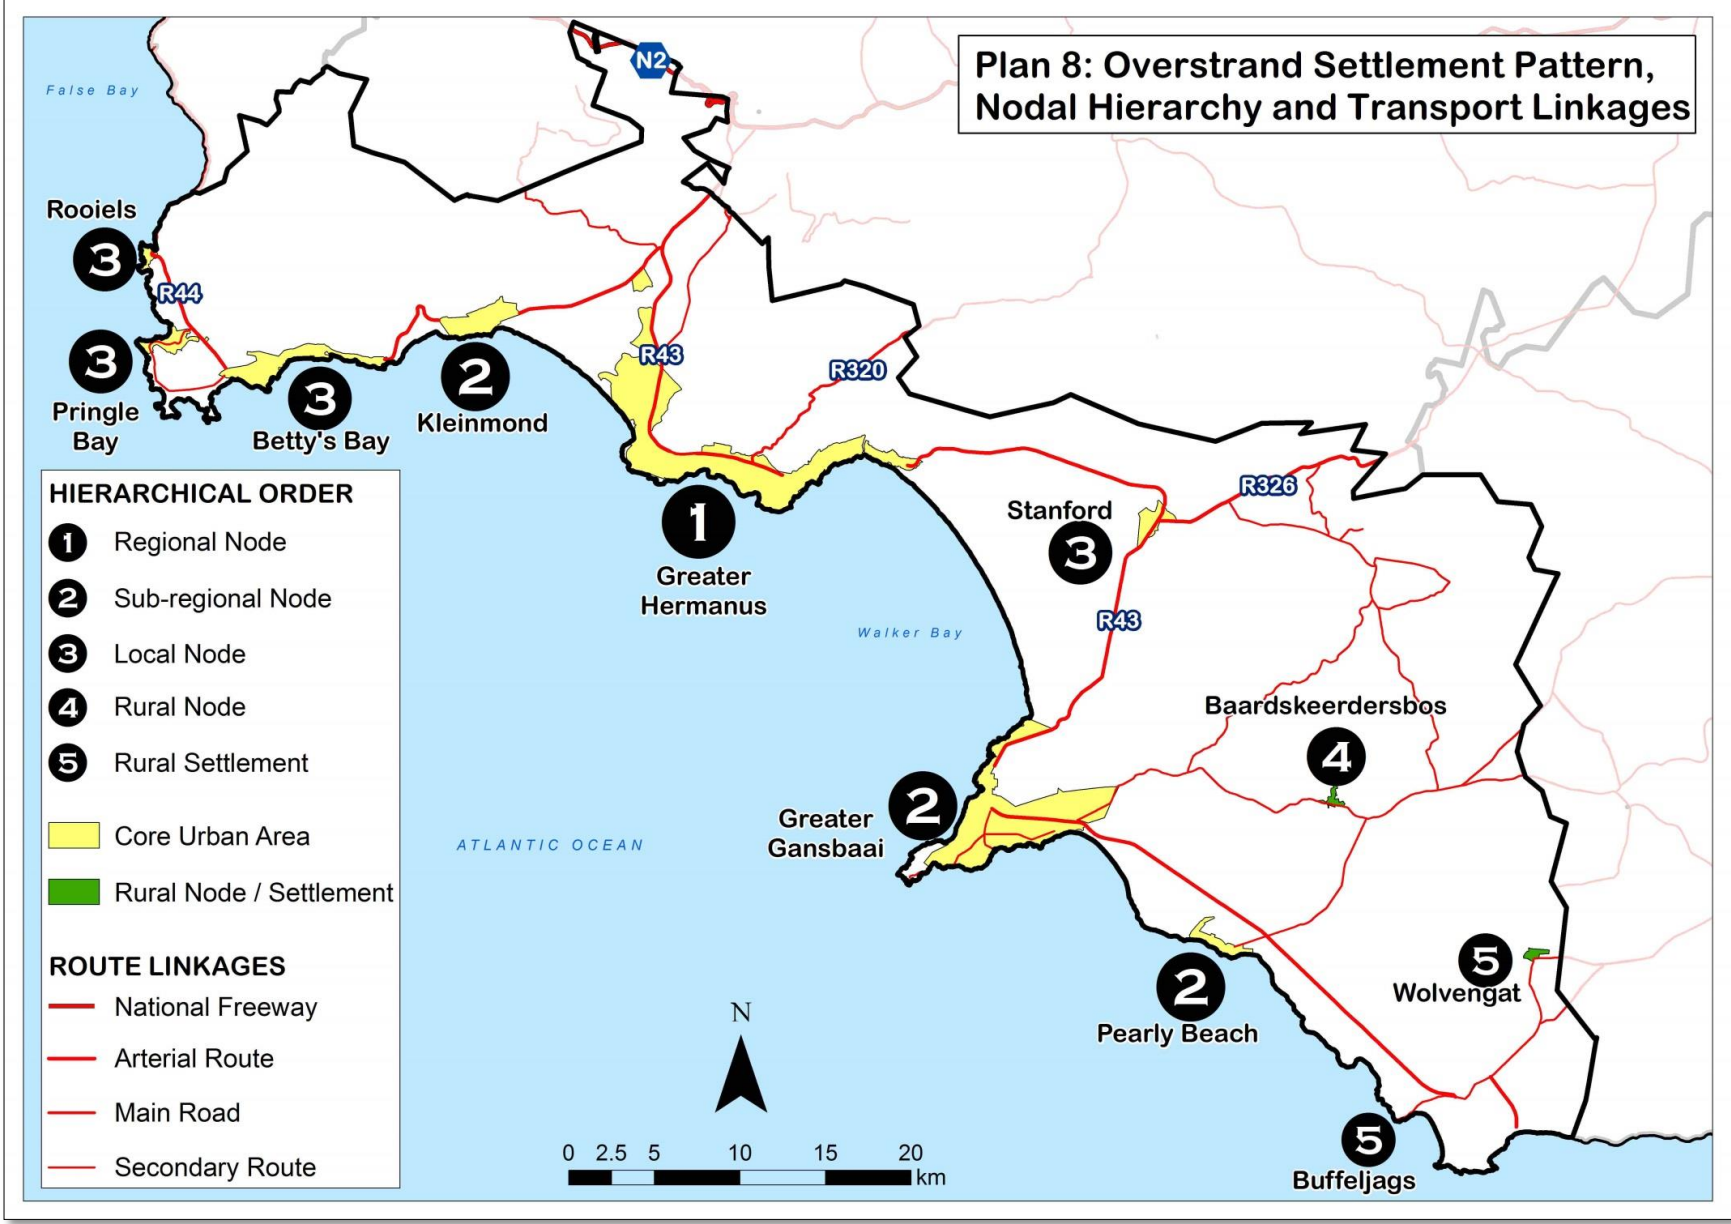 Plan 8: Overstrand Settlement Pattern,
Nodal Hierarchy and Transport Linkages
N2
False Bay
Rooiels
3
R44
3
Pringle
Bay
3
Betty's Bay
2
Kleinmond
R43
R320
1
Greater
Hermanus
Stanford
3
R326
R43
Walker Bay
Baardskeerdersbos
4
2
Greater
Gansbaai
ATLANTIC OCEAN
5
Wolvengat
2
Pearly Beach
5
Buffeljags
HIERARCHICAL ORDER
1 Regional Node
2 Sub-regional Node
3 Local Node
4 Rural Node
5 Rural Settlement
Core Urban Area
Rural Node / Settlement
ROUTE LINKAGES
National Freeway
Arterial Route
Main Road
Secondary Route
N
0 2.5 5 10 15 20
km